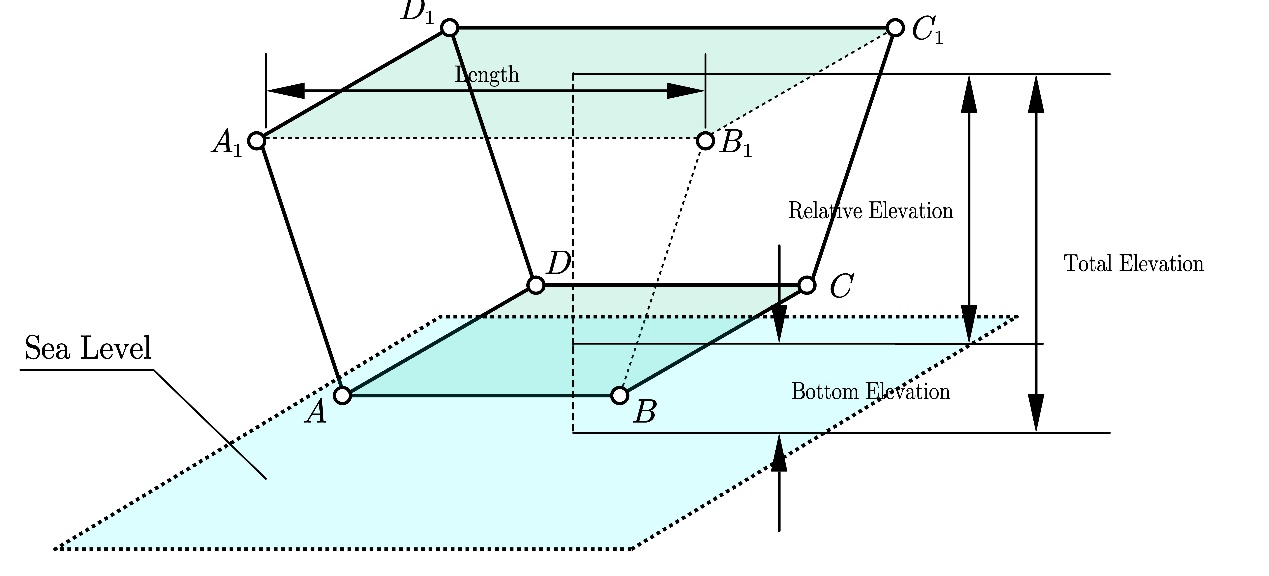 D₁
C₁
Length
A₁
B₁
Relative Elevation
Total Elevation
D
C
Sea Level
Bottom Elevation
A
B